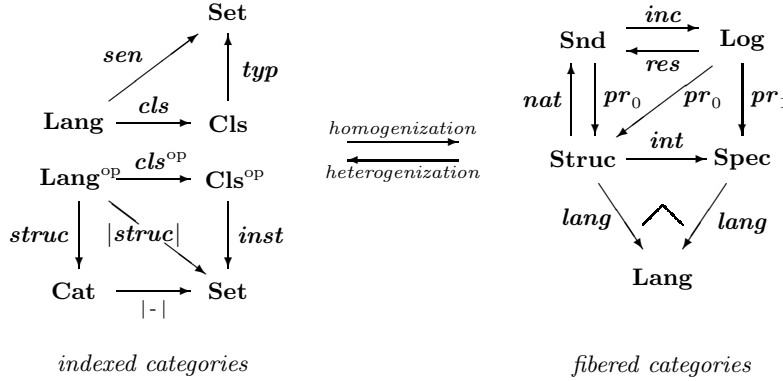 Set
sen typ
Lang cls Cls
Lang^op cls^op Cls^op
struc |struc| inst
Cat |-| Set
indexed categories
homogenization
heterogenization
Snd inc Log
res
nat pr_0 pr_0 pr_1
Struc int Spec
lang lang
Lang
fibered categories